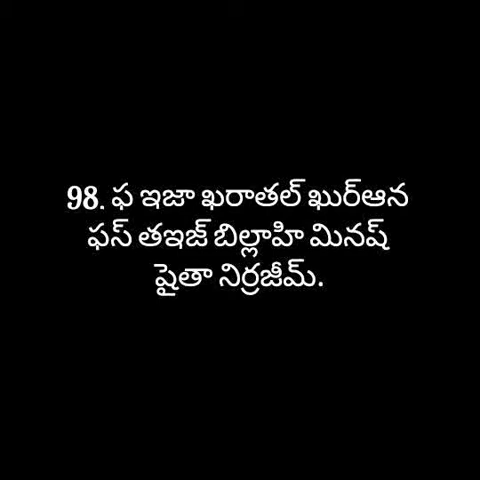 98. ఫ ఇజా ఖరాతల్ ఖుర్ఆన
ఫస్ తఇజ్ బిల్లాహి మినష్
షైతా నిర్రజీమ్.